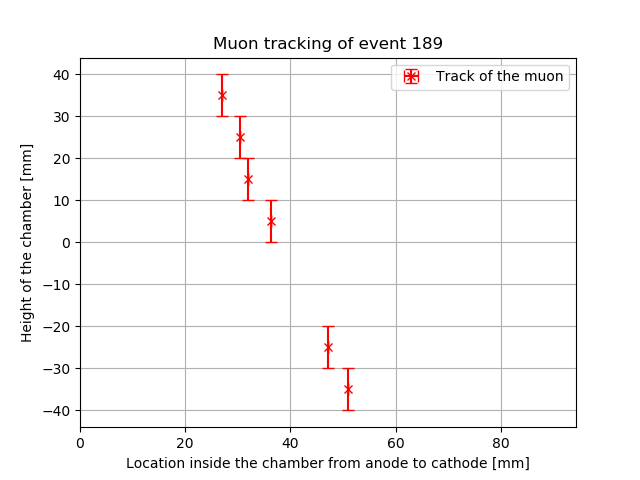 Muon tracking of event 189
Track of the muon
Height of the chamber [mm]
40
30
20
10
0
−10
−20
−30
−40
0 20 40 60 80
Location inside the chamber from anode to cathode [mm]